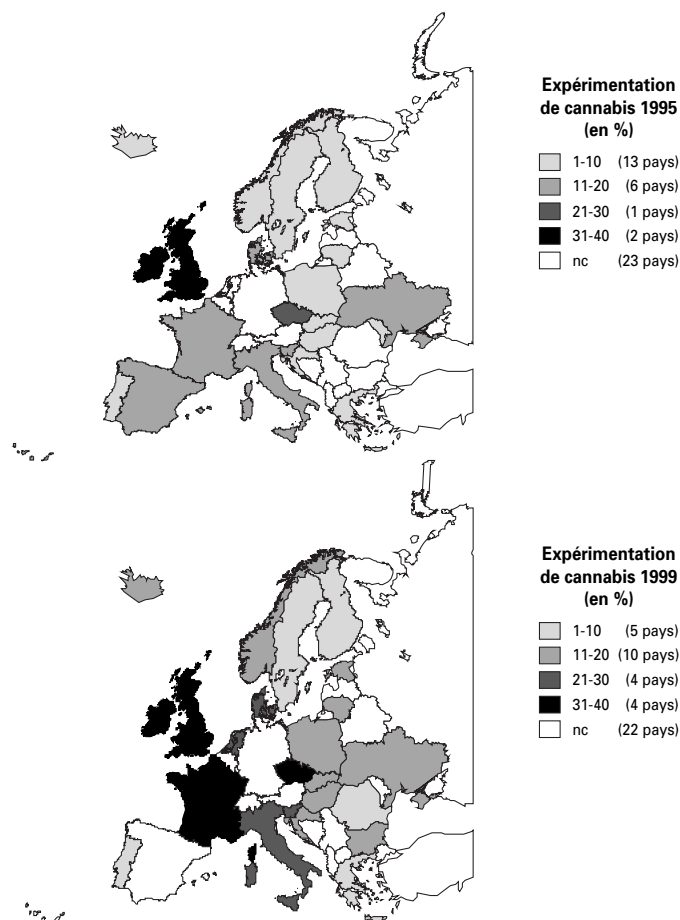 Expérimentation
de cannabis 1995
(en %)
1-10 (13 pays)
11-20 (6 pays)
21-30 (1 pays)
31-40 (2 pays)
nc (23 pays)
Expérimentation
de cannabis 1999
(en %)
1-10 (5 pays)
11-20 (10 pays)
21-30 (4 pays)
31-40 (4 pays)
nc (22 pays)